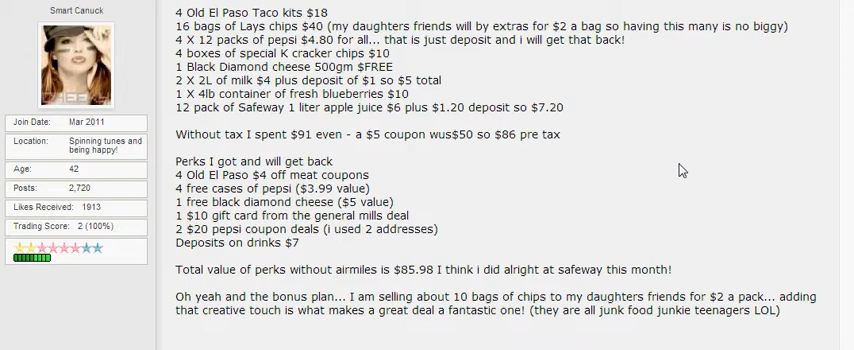 Smart Canuck
Join Date: Mar 2011
Location: Spinning tunes and
being happy!
Age: 42
Posts: 2,720
Likes Received: 1913
Trading Score: 2 (100%)
4 Old El Paso Taco kits $18
16 bags of Lays chips $40 (my daughters friends will by extras for $2 a bag so having this many is no biggy)
4 X 12 packs of pepsi $4.80 for all... that is just deposit and i will get that back!
4 boxes of special K cracker chips $10
1 Black Diamond cheese 500gm $FREE
2 X 2L of milk $4 plus deposit of $1 so $5 total
1 X 4lb container of fresh blueberries $10
12 pack of Safeway 1 liter apple juice $6 plus $1.20 deposit so $7.20
Without tax I spent $91 even - a $5 coupon wus$50 so $86 pre tax
Perks I got and will get back
4 Old El Paso $4 off meat coupons
4 free cases of pepsi ($3.99 value)
1 free black diamond cheese ($5 value)
1 $10 gift card from the general mills deal
2 $20 pepsi coupon deals (i used 2 addresses)
Deposits on drinks $7
Total value of perks without airmiles is $85.98 I think i did alright at safeway this month!
Oh yeah and the bonus plan... I am selling about 10 bags of chips to my daughters friends for $2 a pack... adding
that creative touch is what makes a great deal a fantastic one! (they are all junk food junkie teenagers LOL)